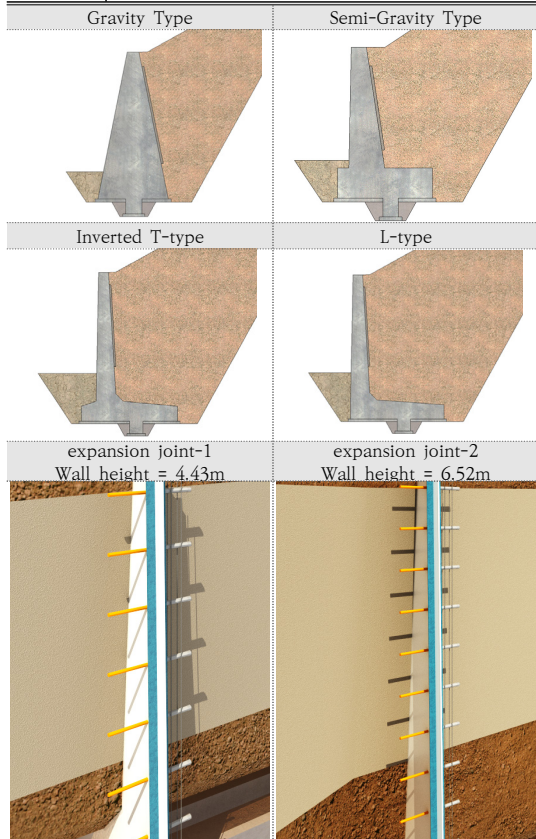 Gravity Type
Semi-Gravity Type
Inverted T-type
L-type
expansion joint-1
Wall height = 4.43m
expansion joint-2
Wall height = 6.52m